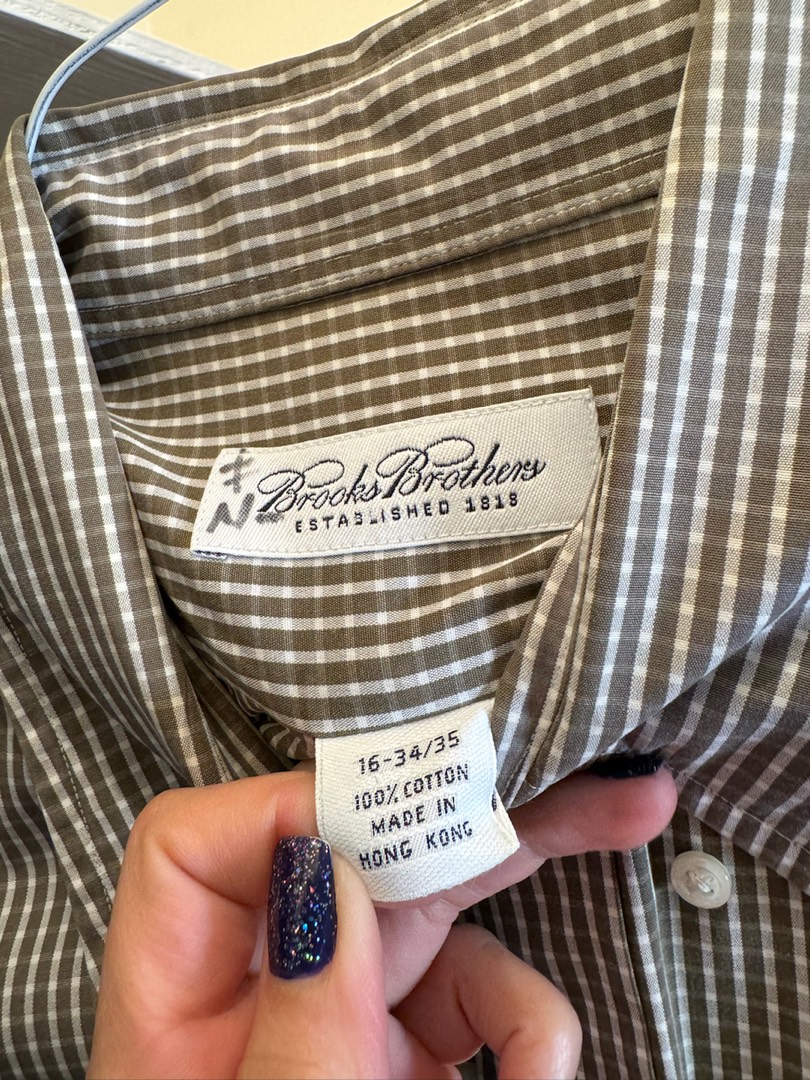 Brooks Brothers
ESTABLISHED 1818
16-34/35
100% COTTON
MADE IN
HONG KONG